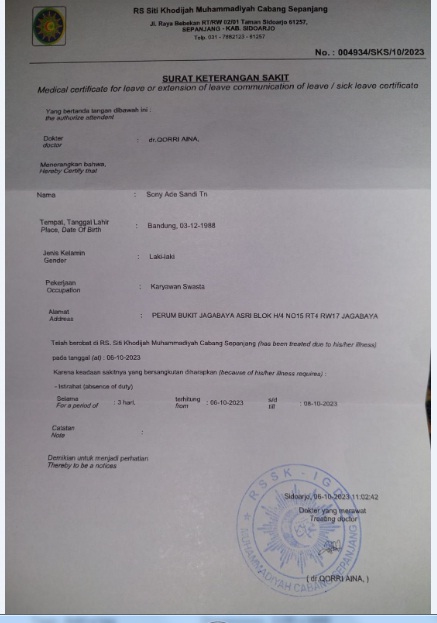 RS Siti Khodijah Muhammadiyah Cabang Sepanjang
Jl. Raya Bebekan RT/RW 02/01 Taman Sidoarjo 61257,
SEPANJANG - KAB. SIDOARJO
Telp. 031 - 7882123 - 61257
No. : 004934/SKS/10/2023
SURAT KETERANGAN SAKIT
Medical certificate for leave or extension of leave communication of leave / sick leave certificate
Yang bertanda tangan dibawah ini :
the authorize attendant
Dokter : dr.QORRI AINA,
doctor
Menerangkan bahwa,
Hereby Certify that
Nama : Sony Ade Sandi Tn
Tempat, Tanggal Lahir : Bandung, 03-12-1988
Place, Date Of Birth
Jenis Kelamin : Laki-laki
Gender
Pekerjaan : Karyawan Swasta
Occupation
Alamat : PERUM BUKIT JAGABAYA ASRI BLOK H/4 NO15 RT4 RW17 JAGABAYA
Address
Telah berobat di RS. Siti Khodijah Muhammadiyah Cabang Sepanjang (has been treated due to his/her illness)
pada tanggal (at) : 06-10-2023
Karena keadaan sakitnya yang bersangkutan diharapkan (because of his/her illness requires) :
- Istirahat (absence of duty)
Selama : 3 hari, terhitung : 06-10-2023 s/d : 08-10-2023
For a period of from till
Catatan :
Note
Demikian untuk menjadi perhatian
Thereby to be a notices
Sidoarjo, 06-10-2023 11:02:42
Dokter yang merawat
Treating doctor
RSSK - IGD
MUHAMMADIYAH CABANG SEPANJANG
( dr.QORRI AINA, )